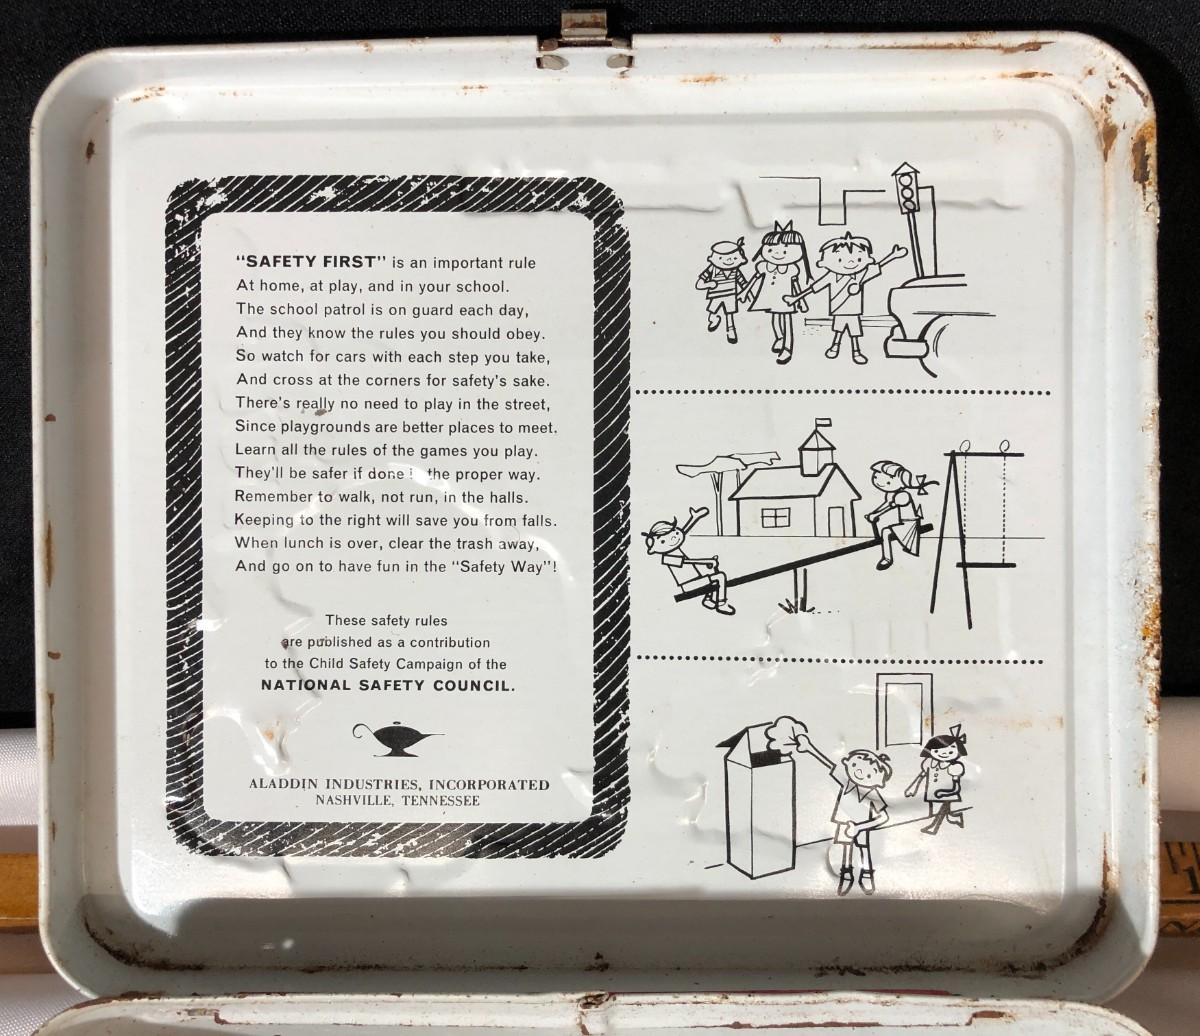 “SAFETY FIRST” is an important rule
At home, at play, and in your school.
The school patrol is on guard each day,
And they know the rules you should obey.
So watch for cars with each step you take,
And cross at the corners for safety's sake.
There's really no need to play in the street,
Since playgrounds are better places to meet.
Learn all the rules of the games you play.
They'll be safer if done the proper way.
Remember to walk, not run, in the halls.
Keeping to the right will save you from falls.
When lunch is over, clear the trash away,
And go on to have fun in the “Safety Way”!
These safety rules
are published as a contribution
to the Child Safety Campaign of the
NATIONAL SAFETY COUNCIL.
ALADDIN INDUSTRIES, INCORPORATED
NASHVILLE, TENNESSEE